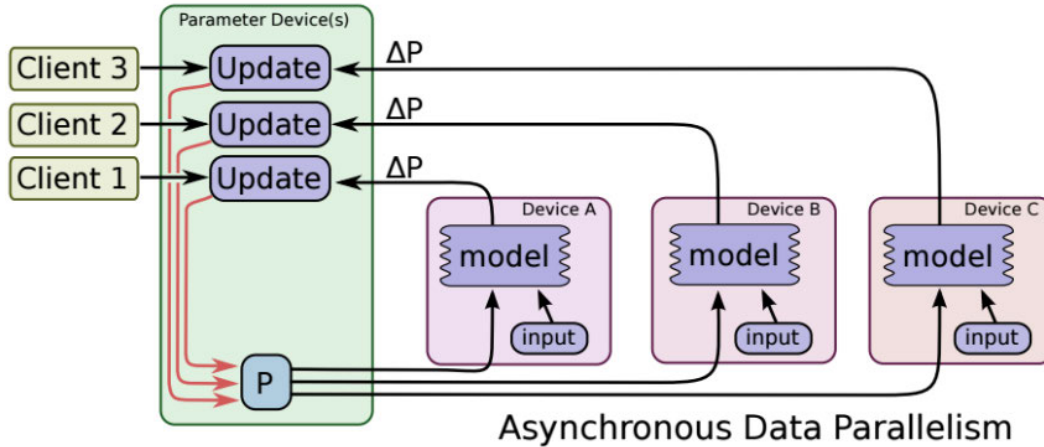 Parameter Device(s)
Client 3
Update
ΔP
Client 2
Update
ΔP
Client 1
Update
ΔP
Device A
model
input
Device B
model
input
Device C
model
input
P
Asynchronous Data Parallelism